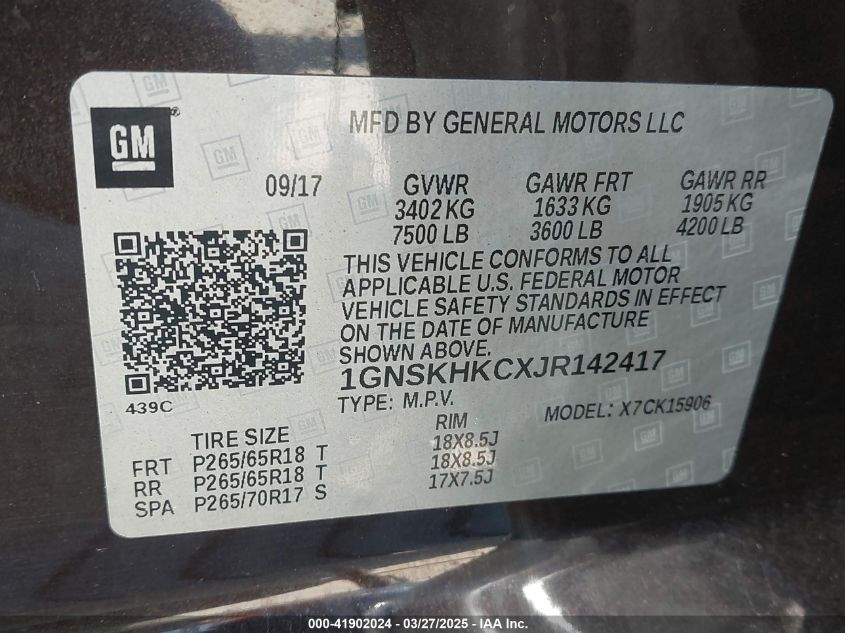 GM
MFD BY GENERAL MOTORS LLC
09/17
GVWR
3402 KG
7500 LB
GAWR FRT
1633 KG
3600 LB
GAWR RR
1905 KG
4200 LB
THIS VEHICLE CONFORMS TO ALL
APPLICABLE U.S. FEDERAL MOTOR
VEHICLE SAFETY STANDARDS IN EFFECT
ON THE DATE OF MANUFACTURE
SHOWN ABOVE.
1GNSKHKCXJR142417
439C
TYPE: M.P.V. MODEL: X7CK15906
TIRE SIZE RIM
FRT P265/65R18 T 18X8.5J
RR P265/65R18 T 18X8.5J
SPA P265/70R17 S 17X7.5J
000-41902024 - 03/27/2025 - Copyright IAA, Inc.